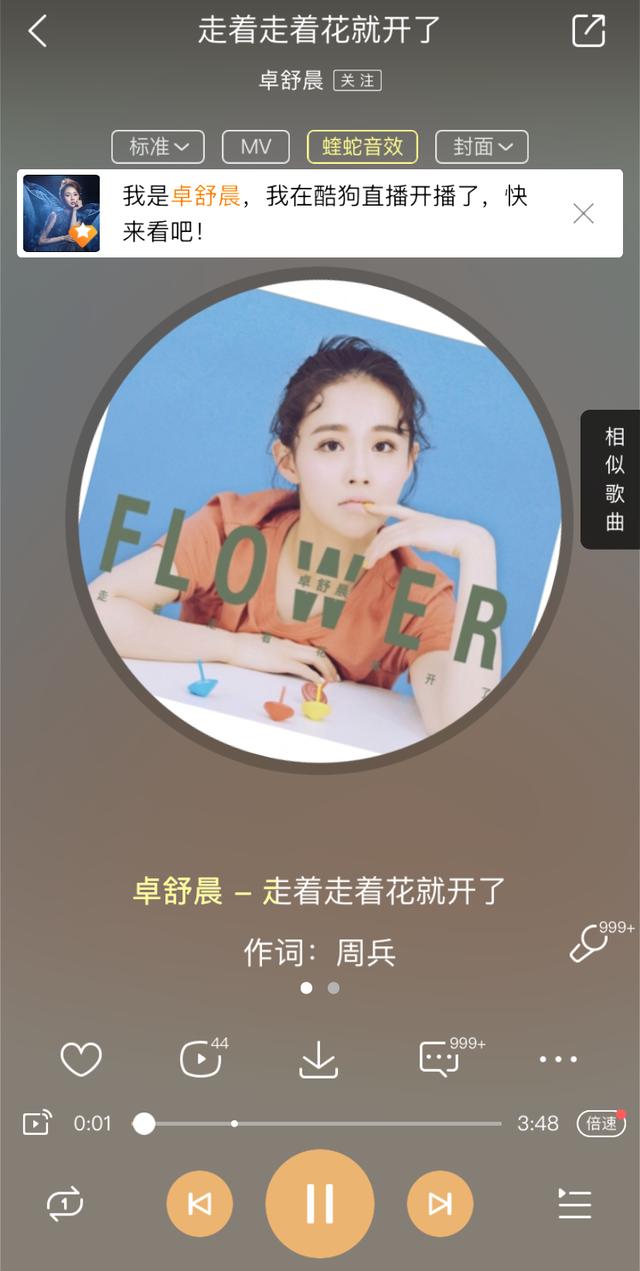 走着走着花就开了
卓舒晨 关注
标准 MV 蝰蛇音效 封面
我是卓舒晨，我在酷狗直播开播了，快
来看吧！
相似歌曲
FLOWER
卓舒晨
走着走着花就开了
卓舒晨 – 走着走着花就开了
作词：周兵
999+
44
999+
0:01
3:48
倍速
1